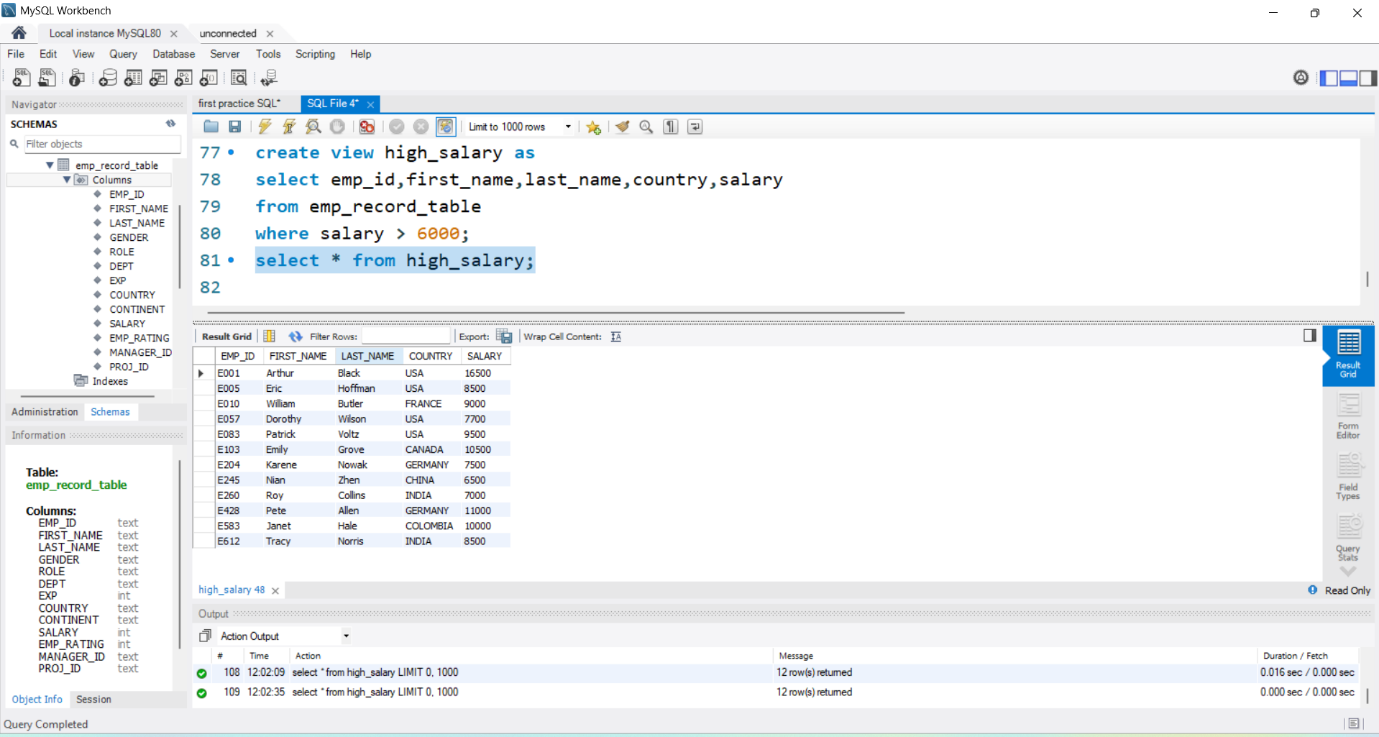 MySQL Workbench
Local instance MySQL80 unconnected
File Edit View Query Database Server Tools Scripting Help
Navigator
SCHEMAS
Filter objects
emp_record_table
Columns
EMP_ID
FIRST_NAME
LAST_NAME
GENDER
ROLE
DEPT
EXP
COUNTRY
CONTINENT
SALARY
EMP_RATING
MANAGER_ID
PROJ_ID
Indexes
Administration Schemas
Information
Table:
emp_record_table
Columns:
EMP_ID text
FIRST_NAME text
LAST_NAME text
GENDER text
ROLE text
DEPT text
EXP int
COUNTRY text
CONTINENT text
SALARY int
EMP_RATING int
MANAGER_ID text
PROJ_ID text
Object Info Session
Query Completed
first practice SQL* SQL File 4*
Limit to 1000 rows
77 create view high_salary as
78 select emp_id,first_name,last_name,country,salary
79 from emp_record_table
80 where salary > 6000;
81 select * from high_salary;
82
Result Grid Filter Rows: Export: Wrap Cell Content:
EMP_ID FIRST_NAME LAST_NAME COUNTRY SALARY
E001 Arthur Black USA 16500
E005 Eric Hoffman USA 8500
E010 William Butler FRANCE 9000
E057 Dorothy Wilson USA 7700
E083 Patrick Voltz USA 9500
E103 Emily Grove CANADA 10500
E204 Karene Nowak GERMANY 7500
E245 Nian Zhen CHINA 6500
E260 Roy Collins INDIA 7000
E428 Pete Allen GERMANY 11000
E583 Janet Hale COLOMBIA 10000
E612 Tracy Norris INDIA 8500
Result
Grid
Form
Editor
Field
Types
Query
Stats
high_salary 48
Read Only
Output
Action Output
# Time Action Message Duration / Fetch
108 12:02:09 select * from high_salary LIMIT 0, 1000 12 row(s) returned 0.016 sec / 0.000 sec
109 12:02:35 select * from high_salary LIMIT 0, 1000 12 row(s) returned 0.000 sec / 0.000 sec